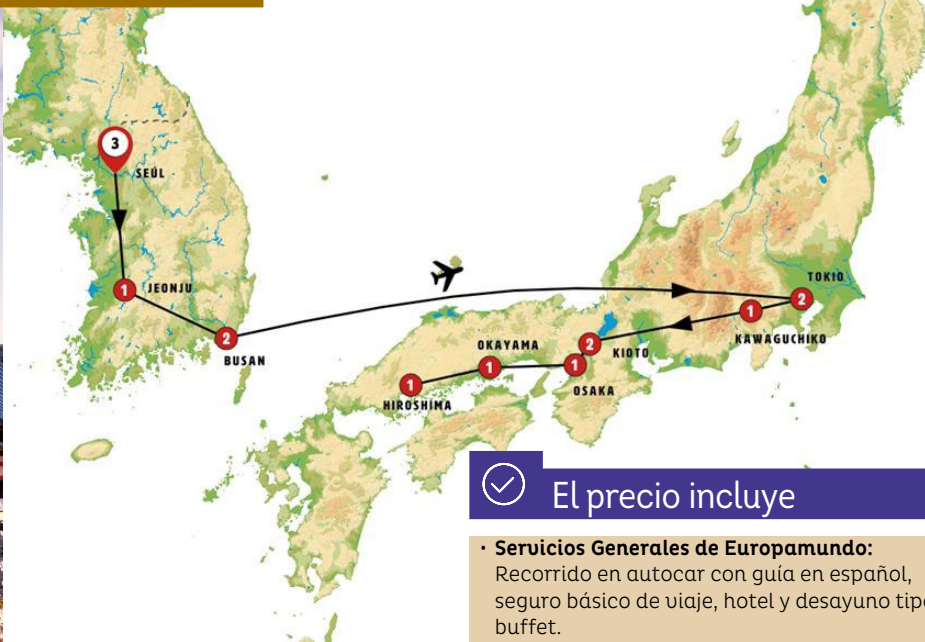 3
SEÚL
1
JEONJU
2
BUSAN
TOKIO
2
1
KAWAGUCHIKO
2
KIOTO
OKAYAMA
1
1
OSAKA
1
HIROSHIMA
El precio incluye
• Servicios Generales de Europamundo:
Recorrido en autocar con guía en español,
seguro básico de viaje, hotel y desayuno tipo
buffet.